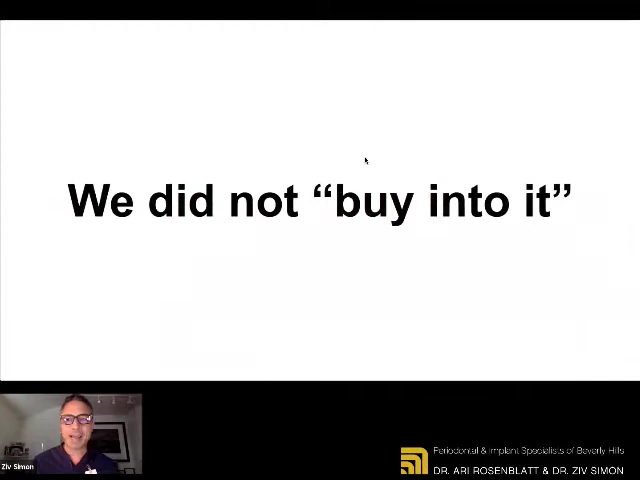 We did not “buy into it”
Ziv Simon
Periodontal & Implant Specialists of Beverly Hills
DR. ARI ROSENBLATT & DR. ZIV SIMON